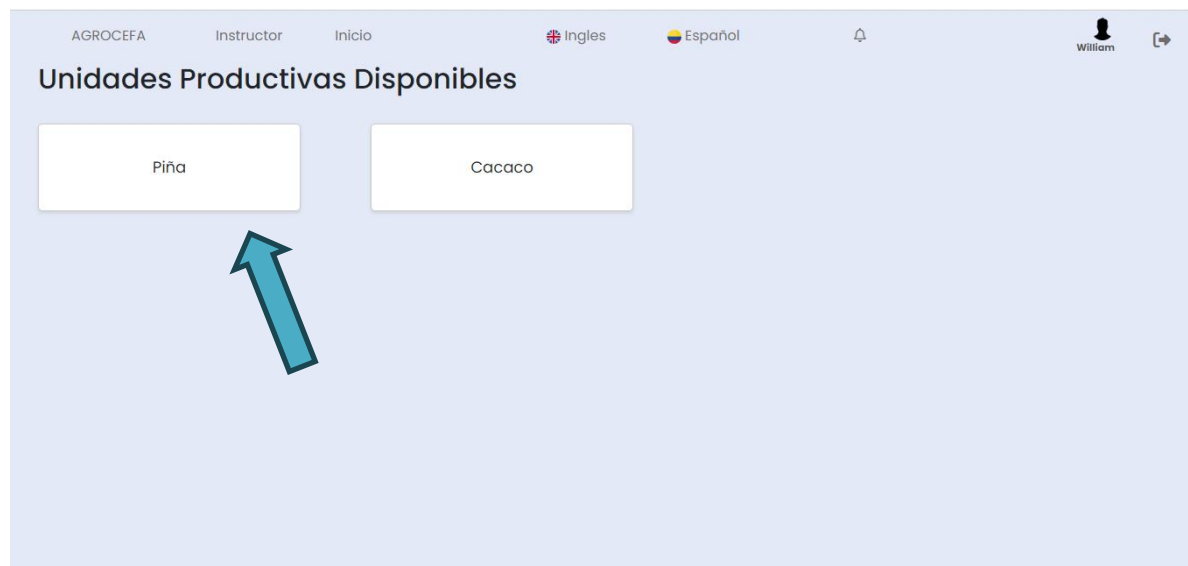 AGROCEFA Instructor Inicio Ingles Español William
Unidades Productivas Disponibles
Piña Cacaco